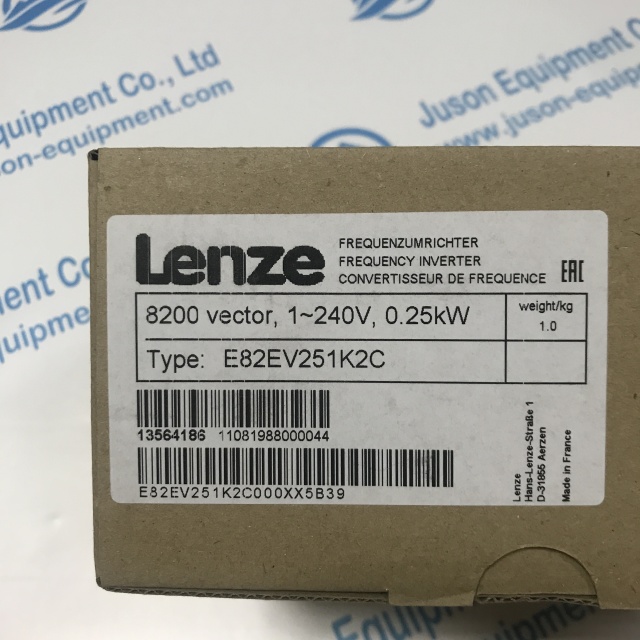 Equipment Co., Ltd
juson-equipment.com
Juson Equipment
www.juson-equip
Lenze
FREQUENZUMRICHTER
FREQUENCY INVERTER
CONVERTISSEUR DE FREQUENCE
EAC
8200 vector, 1~240V, 0.25kW
weight/kg
1.0
Type: E82EV251K2C
13564186 11081988000044
E82EV251K2C000XX5B39
Lenze
Hans-Lenze-Straße 1
D-31855 Aerzen
Made in France